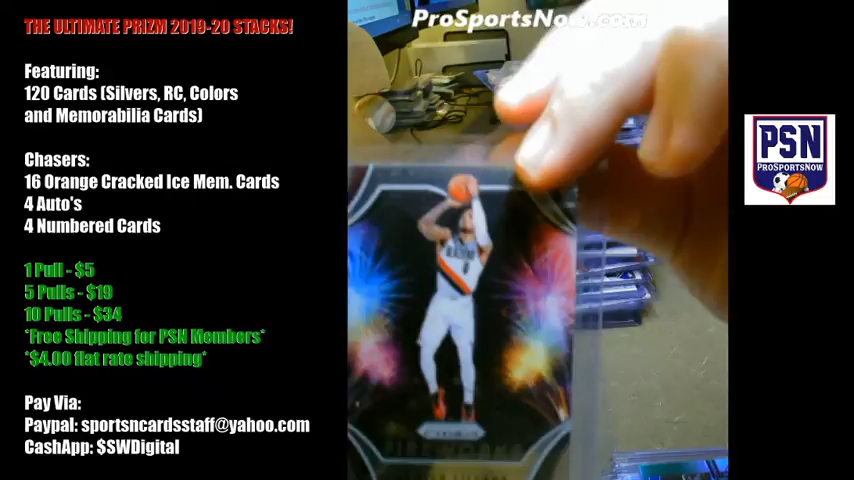 THE ULTIMATE PRIZM 2019-20 STACKS!
Featuring:
120 Cards (Silvers, RC, Colors
and Memorabilia Cards)
Chasers:
16 Orange Cracked Ice Mem. Cards
4 Auto's
4 Numbered Cards
1 Pull - $5
5 Pulls - $19
10 Pulls - $34
*Free Shipping for PSN Members*
*$4.00 flat rate shipping*
Pay Via:
Paypal: sportsncardsstaff@yahoo.com
CashApp: $SWDigital
ProSportsNow.com
PSN
PROSPORTSNOW